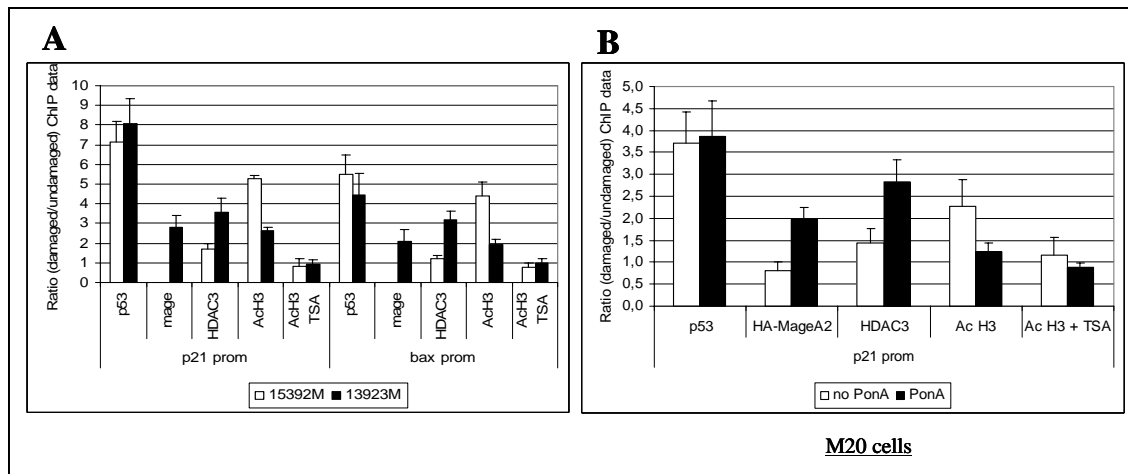 A
Ratio (damaged/undamaged) ChIP data
10
9
8
7
6
5
4
3
2
1
0
p53
mage
HDAC3
AcH3
AcH3 TSA
p53
mage
HDAC3
AcH3
AcH3 TSA
p21 prom
bax prom
15392M
13923M
B
Ratio (damaged/undamaged) ChIP data
5,0
4,5
4,0
3,5
3,0
2,5
2,0
1,5
1,0
0,5
0,0
p53
HA-MageA2
HDAC3
Ac H3
Ac H3 + TSA
p21 prom
no PonA
PonA
M20 cells